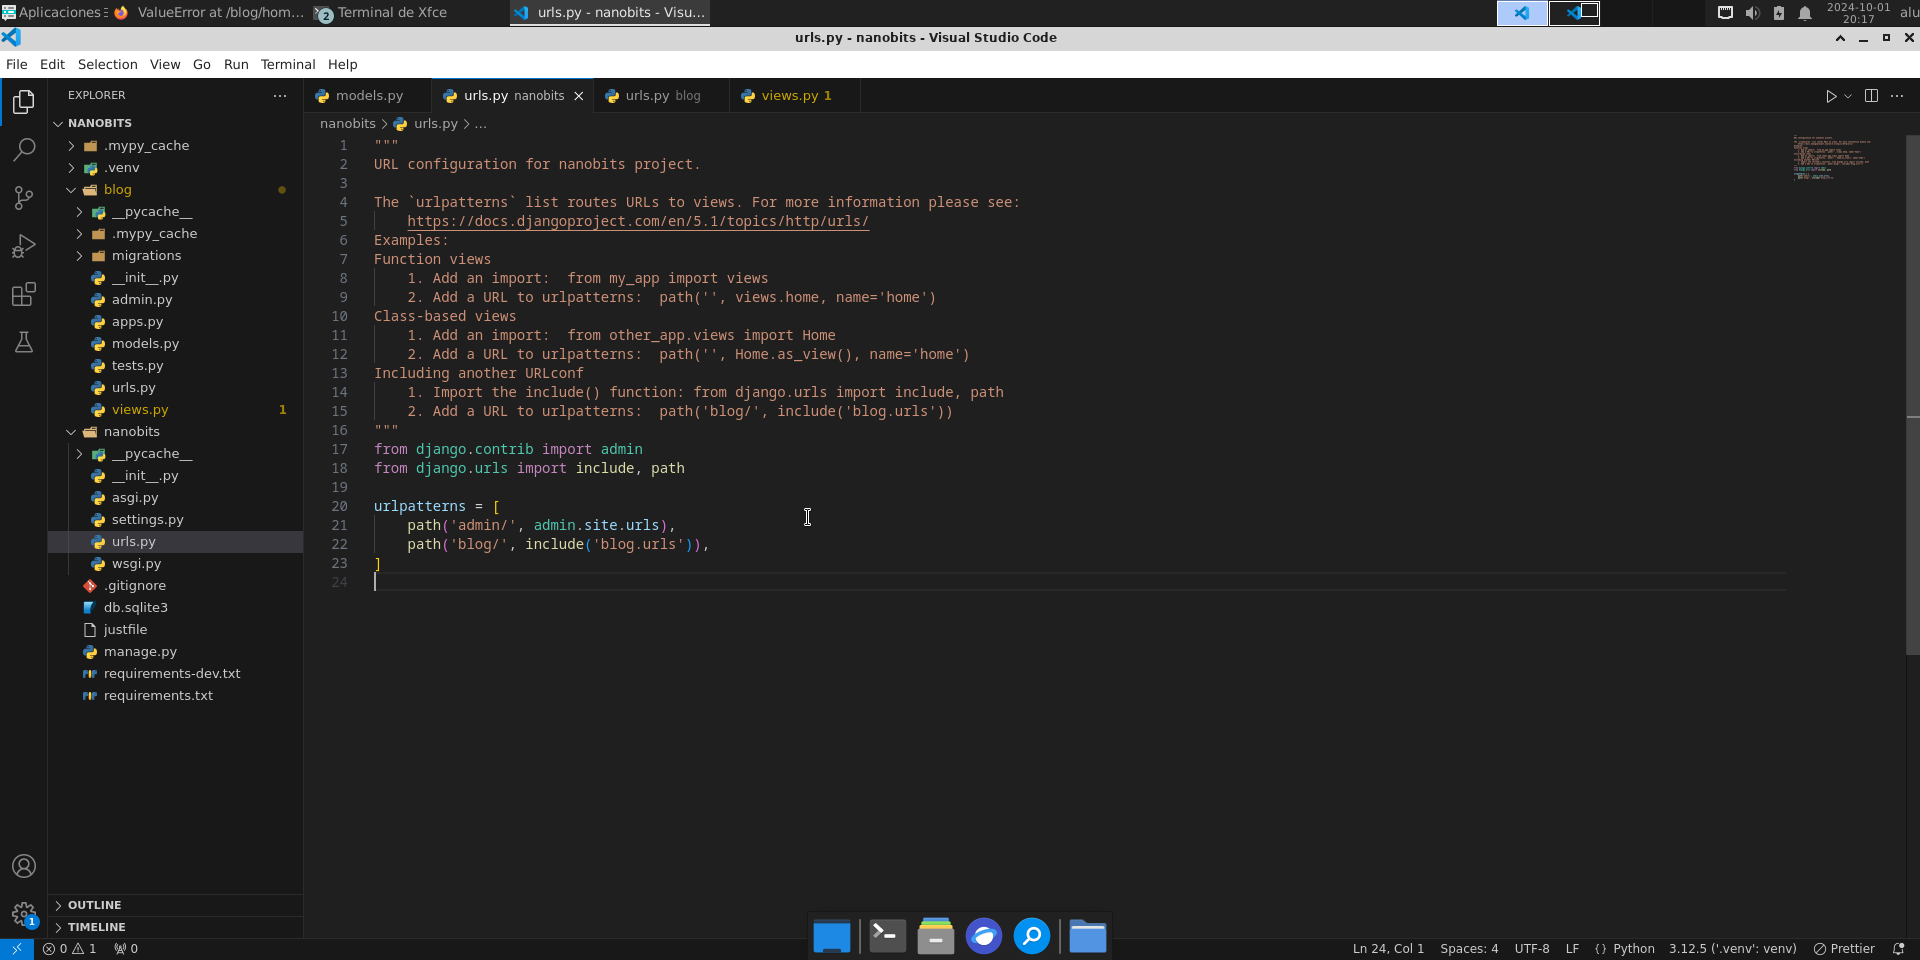 Aplicaciones
ValueError at /blog/hom...
2
Terminal de Xfce
urls.py - nanobits - Visu...
2024-10-01
20:17
alu
urls.py - nanobits - Visual Studio Code
File Edit Selection View Go Run Terminal Help
EXPLORER
NANOBITS
.mypy_cache
.venv
blog
__pycache__
.mypy_cache
migrations
__init__.py
admin.py
apps.py
models.py
tests.py
urls.py
views.py 1
nanobits
__pycache__
__init__.py
asgi.py
settings.py
urls.py
wsgi.py
.gitignore
db.sqlite3
justfile
manage.py
requirements-dev.txt
requirements.txt
OUTLINE
TIMELINE
1
models.py
urls.py nanobits
urls.py blog
views.py 1
nanobits > urls.py > ...
1 """
2 URL configuration for nanobits project.
3
4 The `urlpatterns` list routes URLs to views. For more information please see:
5     https://docs.djangoproject.com/en/5.1/topics/http/urls/
6 Examples:
7 Function views
8     1. Add an import:  from my_app import views
9     2. Add a URL to urlpatterns:  path('', views.home, name='home')
10 Class-based views
11     1. Add an import:  from other_app.views import Home
12     2. Add a URL to urlpatterns:  path('', Home.as_view(), name='home')
13 Including another URLconf
14     1. Import the include() function: from django.urls import include, path
15     2. Add a URL to urlpatterns:  path('blog/', include('blog.urls'))
16 """
17 from django.contrib import admin
18 from django.urls import include, path
19
20 urlpatterns = [
21     path('admin/', admin.site.urls),
22     path('blog/', include('blog.urls')),
23 ]
24
0 1 0
Ln 24, Col 1 Spaces: 4 UTF-8 LF {} Python 3.12.5 ('.venv': venv) Prettier